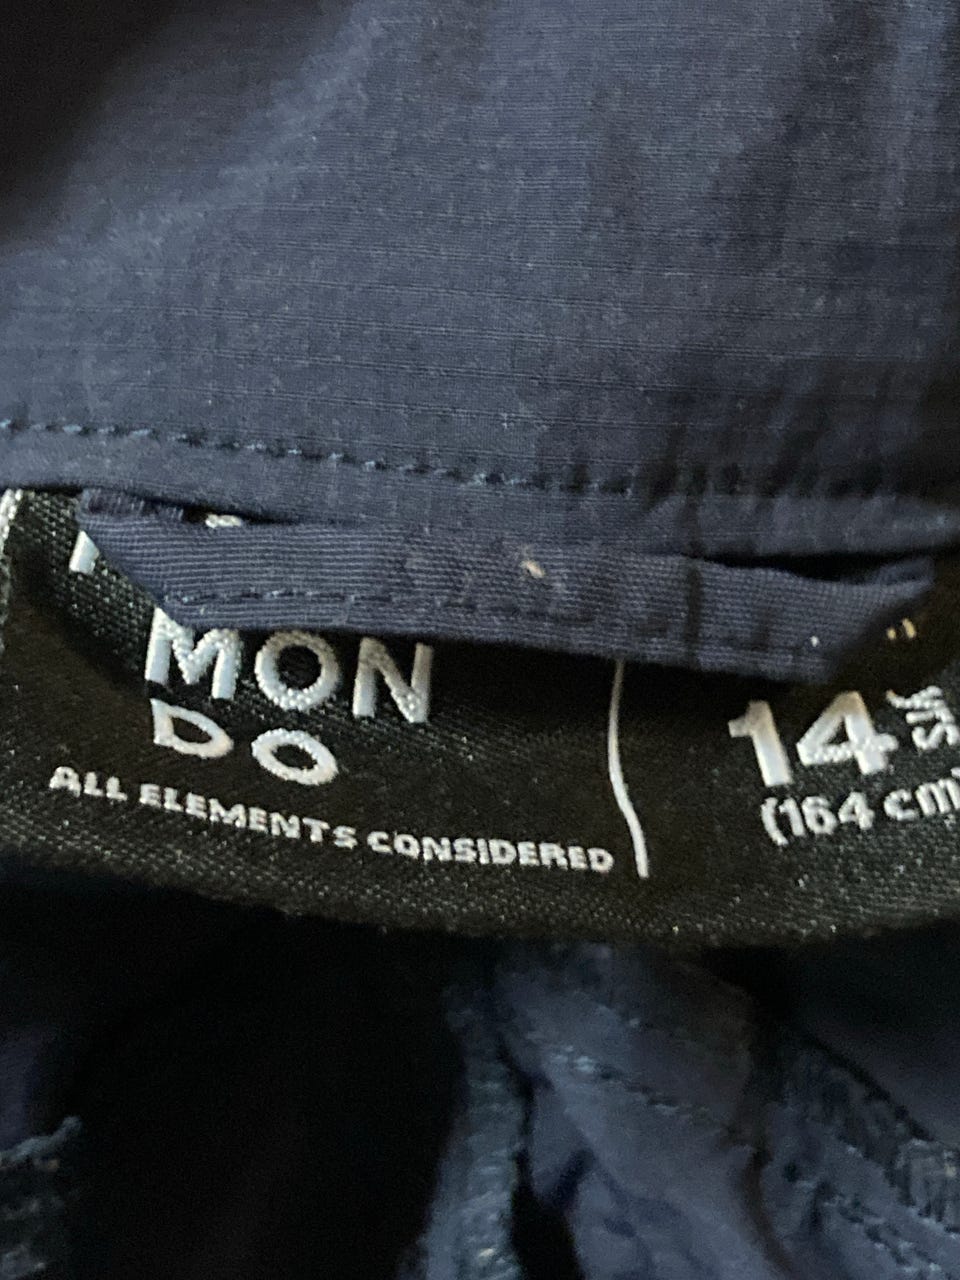 MON
DO
ALL ELEMENTS CONSIDERED
14
(164 cm)